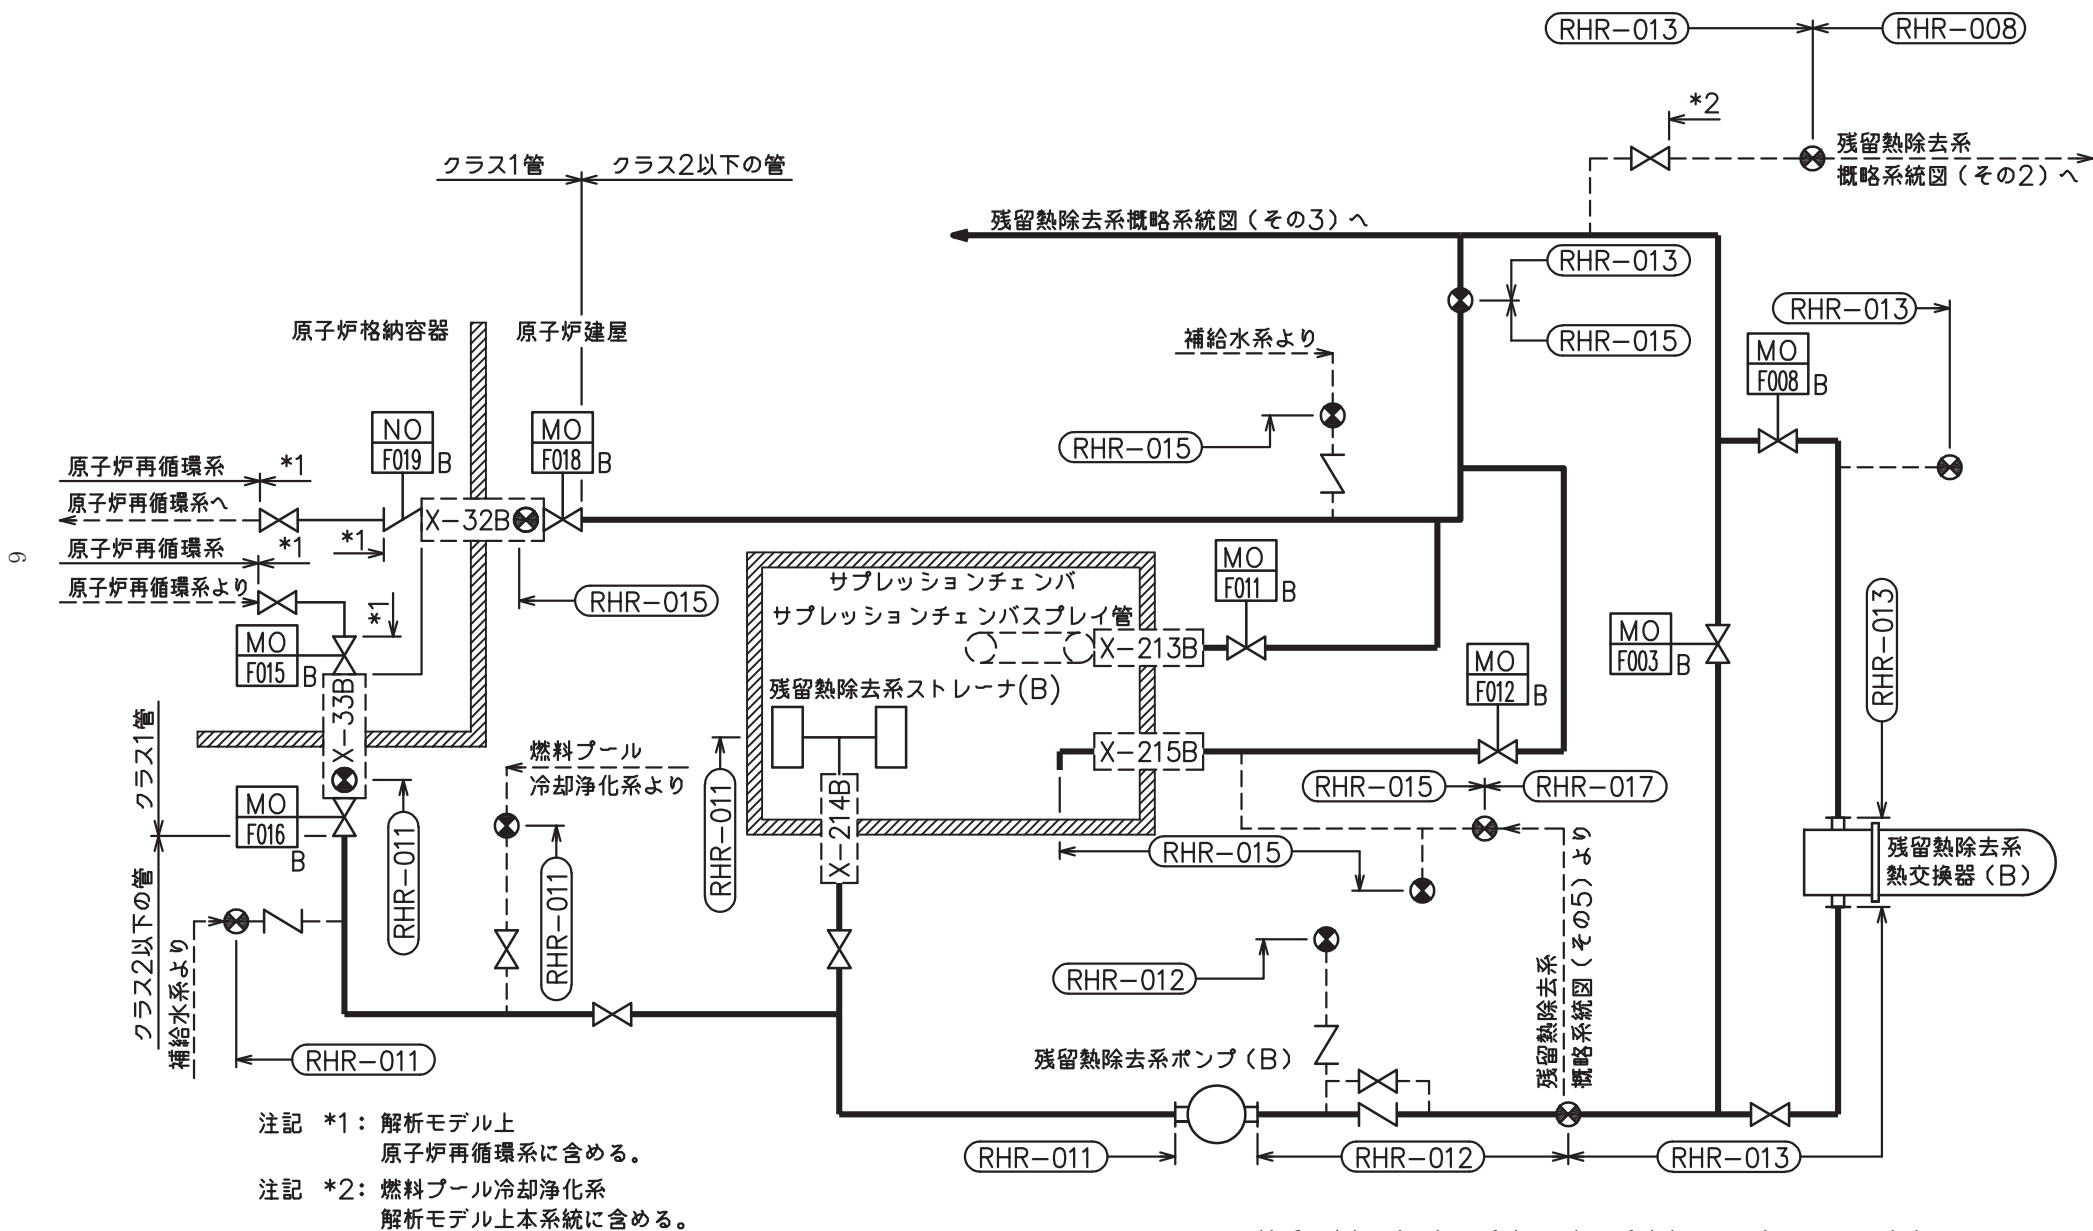 RHR-013
RHR-008
*2
残留熱除去系
概略系統図(その2)へ
クラス1管
クラス2以下の管
残留熱除去系概略系統図(その3)へ
RHR-013
RHR-015
RHR-013
MO
F008
B
原子炉格納容器
原子炉建屋
補給水系より
RHR-015
NO
F019
B
MO
F018
B
原子炉再循環系
*1
原子炉再循環系へ
X-32B
*1
原子炉再循環系
*1
原子炉再循環系より
*1
RHR-015
9
サプレッションチェンバ
サプレッションチェンバスプレイ管
MO
F011
B
X-213B
MO
F015
B
X-33B
残留熱除去系ストレーナ(B)
MO
F012
B
MO
F003
B
RHR-013
クラス1管
クラス2以下の管
燃料プール
冷却浄化系より
RHR-011
X-214B
X-215B
RHR-015
RHR-017
MO
F016
B
RHR-011
RHR-011
RHR-015
残留熱除去系
熱交換器(B)
補給水系より
RHR-011
RHR-012
残留熱除去系
概略系統図(その5)より
残留熱除去系ポンプ(B)
RHR-011
RHR-012
RHR-013
注記 *1: 解析モデル上
原子炉再循環系に含める。
注記 *2: 燃料プール冷却浄化系
解析モデル上本系統に含める。